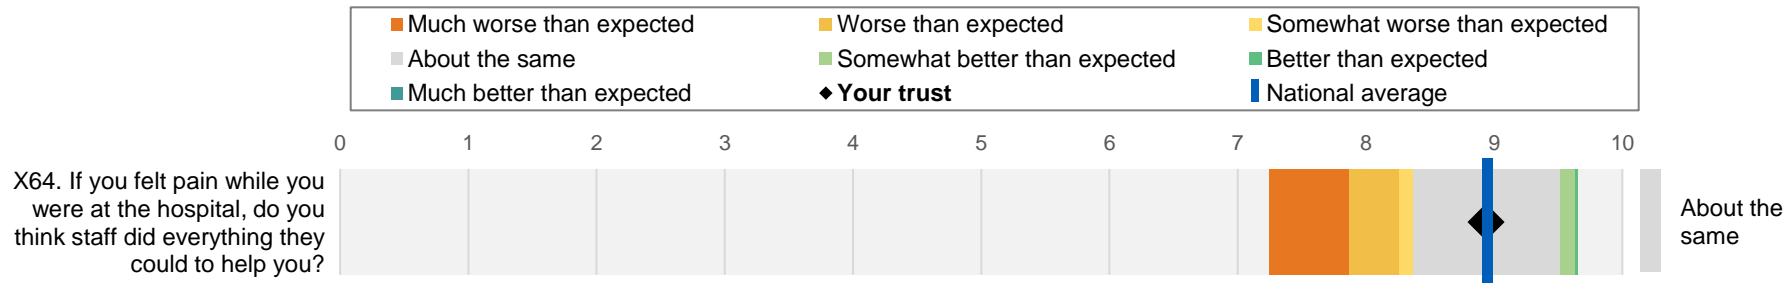 Much worse than expected
Worse than expected
Somewhat worse than expected
About the same
Somewhat better than expected
Better than expected
Much better than expected
Your trust
National average
0 1 2 3 4 5 6 7 8 9 10
X64. If you felt pain while you
were at the hospital, do you
think staff did everything they
could to help you?
About the
same